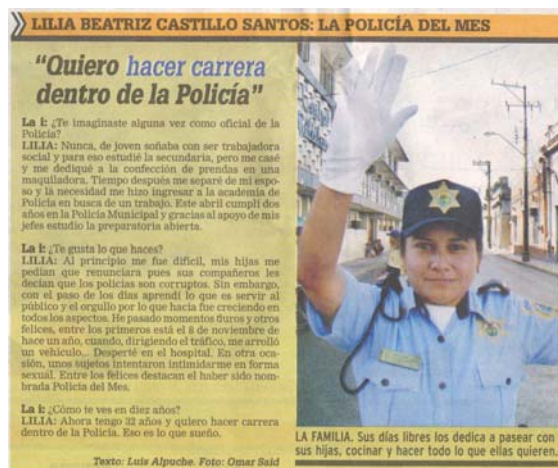 LILIA BEATRIZ CASTILLO SANTOS: LA POLICÍA DEL MES
"Quiero hacer carrera
dentro de la Policía"
La i: ¿Te imaginaste alguna vez como oficial de la
Policía?
LILIA: Nunca, de joven soñaba con ser trabajadora
social y para eso estudié la secundaria, pero me casé
y me dediqué a la confección de prendas en una
maquiladora. Tiempo después me separé de mi espo-
so y la necesidad me hizo ingresar a la academia de
Policía en busca de un trabajo. Este abril cumplí dos
años en la Policía Municipal y gracias al apoyo de mis
jefes estudio la preparatoria abierta.
La i: ¿Te gusta lo que haces?
LILIA: Al principio me fue difícil, mis hijas me
pedían que renunciara pues sus compañeros les
decían que los policías son corruptos. Sin embargo,
con el paso de los días aprendí lo que es servir al
público y el orgullo por lo que hacía fue creciendo en
todos los aspectos. He pasado momentos duros y otros
felices, entre los primeros está el 8 de noviembre de
hace un año, cuando, dirigiendo el tráfico, me arrolló
un vehículo... Desperté en el hospital. En otra oca-
sión, unos sujetos intentaron intimidarme en forma
sexual. Entre los felices destacan el haber sido nom-
brada Policía del Mes.
La i: ¿Cómo te ves en diez años?
LILIA: Ahora tengo 32 años y quiero hacer carrera
dentro de la Policía. Eso es lo que sueño.
Texto: Luis Alpuche. Foto: Omar Said
LA FAMILIA. Sus días libres los dedica a pasear con
sus hijas, cocinar y hacer todo lo que ellas quieren.